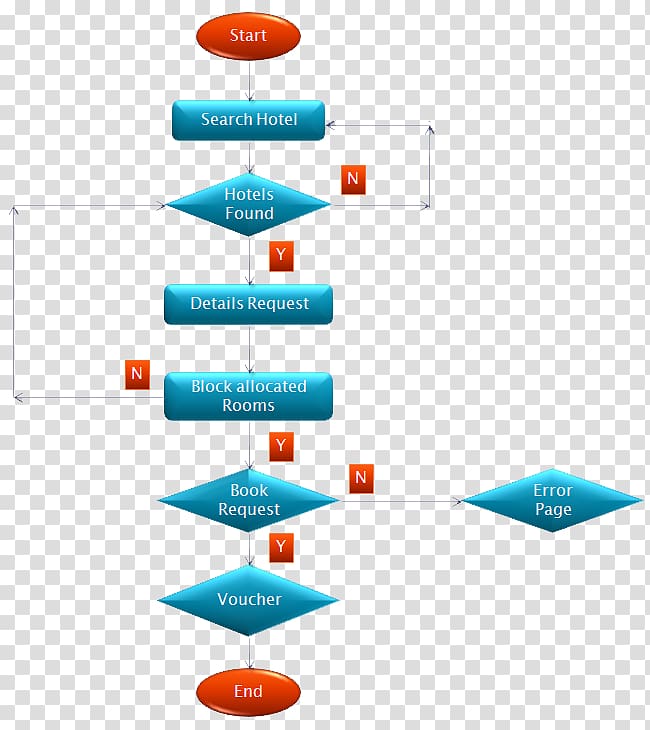 Start
Search Hotel
N
Hotels
Found
Y
Details Request
N
Block allocated
Rooms
Y
N
Book
Request
Error
Page
Y
Voucher
End